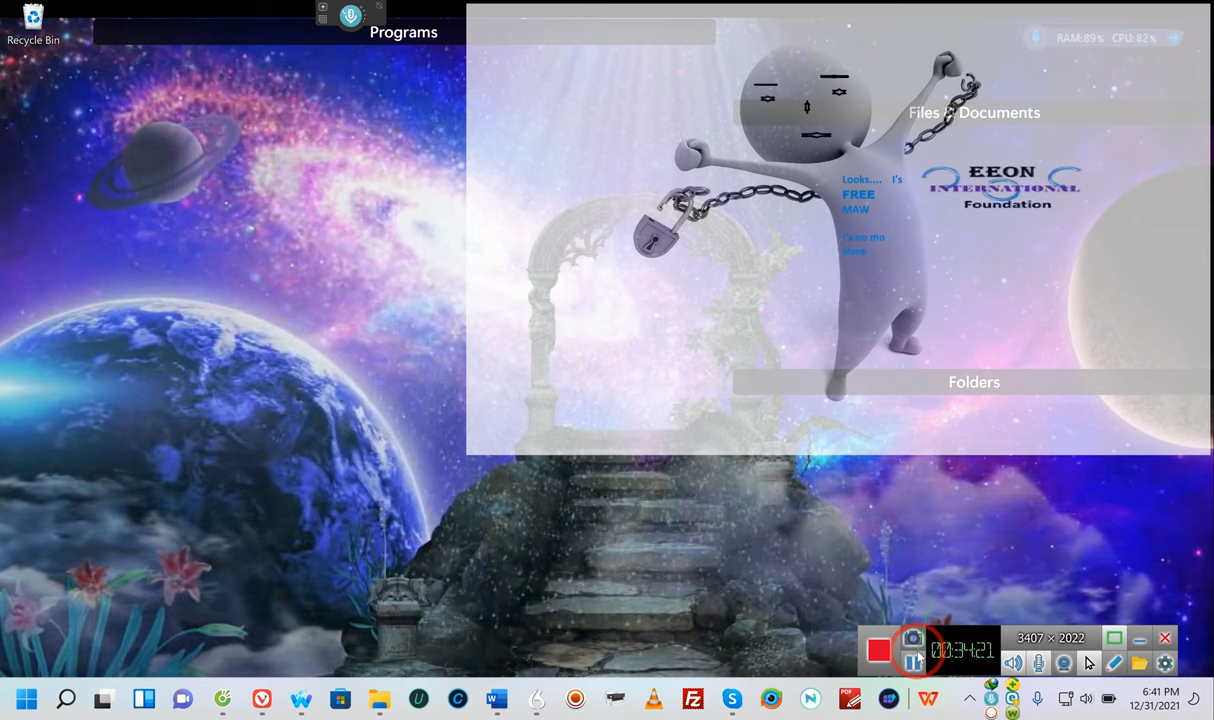 Recycle Bin
Programs
RAM:89% CPU: 82%
Files & Documents
Looks.... I's
FREE
MAW
I's no mo
slave
EEON
INTERNATIONAL
Foundation
Folders
00:34:21
3407 × 2022
PDF
6:41 PM
12/31/2021